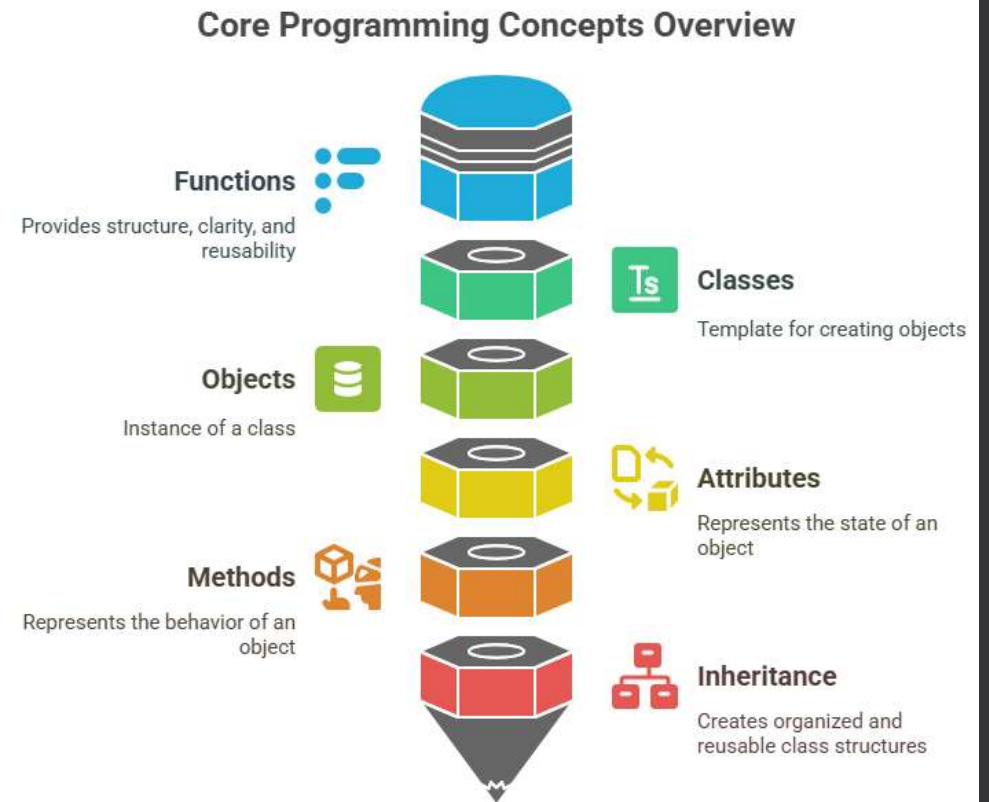 Core Programming Concepts Overview
Functions
Provides structure, clarity, and
reusability
Ts
Classes
Template for creating objects
Objects
Instance of a class
Attributes
Represents the state of an
object
Methods
Represents the behavior of an
object
Inheritance
Creates organized and
reusable class structures